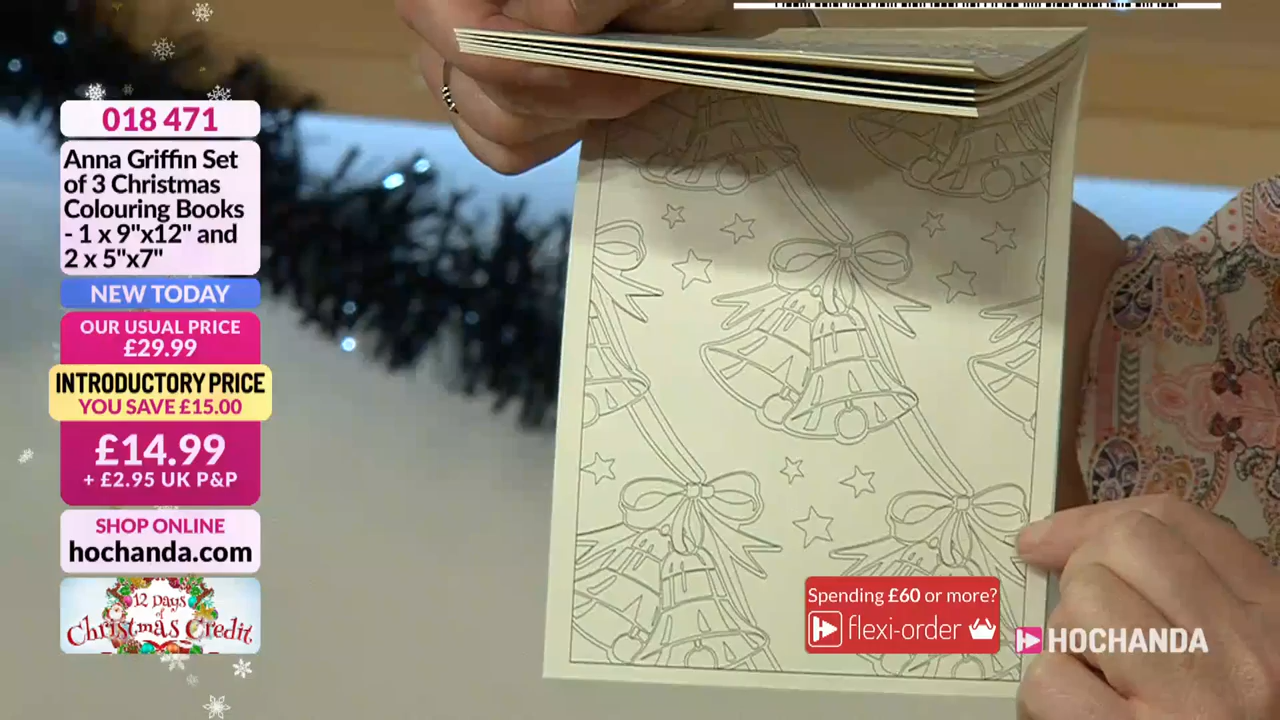 018 471
Anna Griffin Set
of 3 Christmas
Colouring Books
- 1 x 9"x12" and
2 x 5"x7"
NEW TODAY
OUR USUAL PRICE
£29.99
INTRODUCTORY PRICE
YOU SAVE £15.00
£14.99
+ £2.95 UK P&P
SHOP ONLINE
hochanda.com
12 Days
of
Christmas Credit
Spending £60 or more?
flexi-order
HOCHANDA